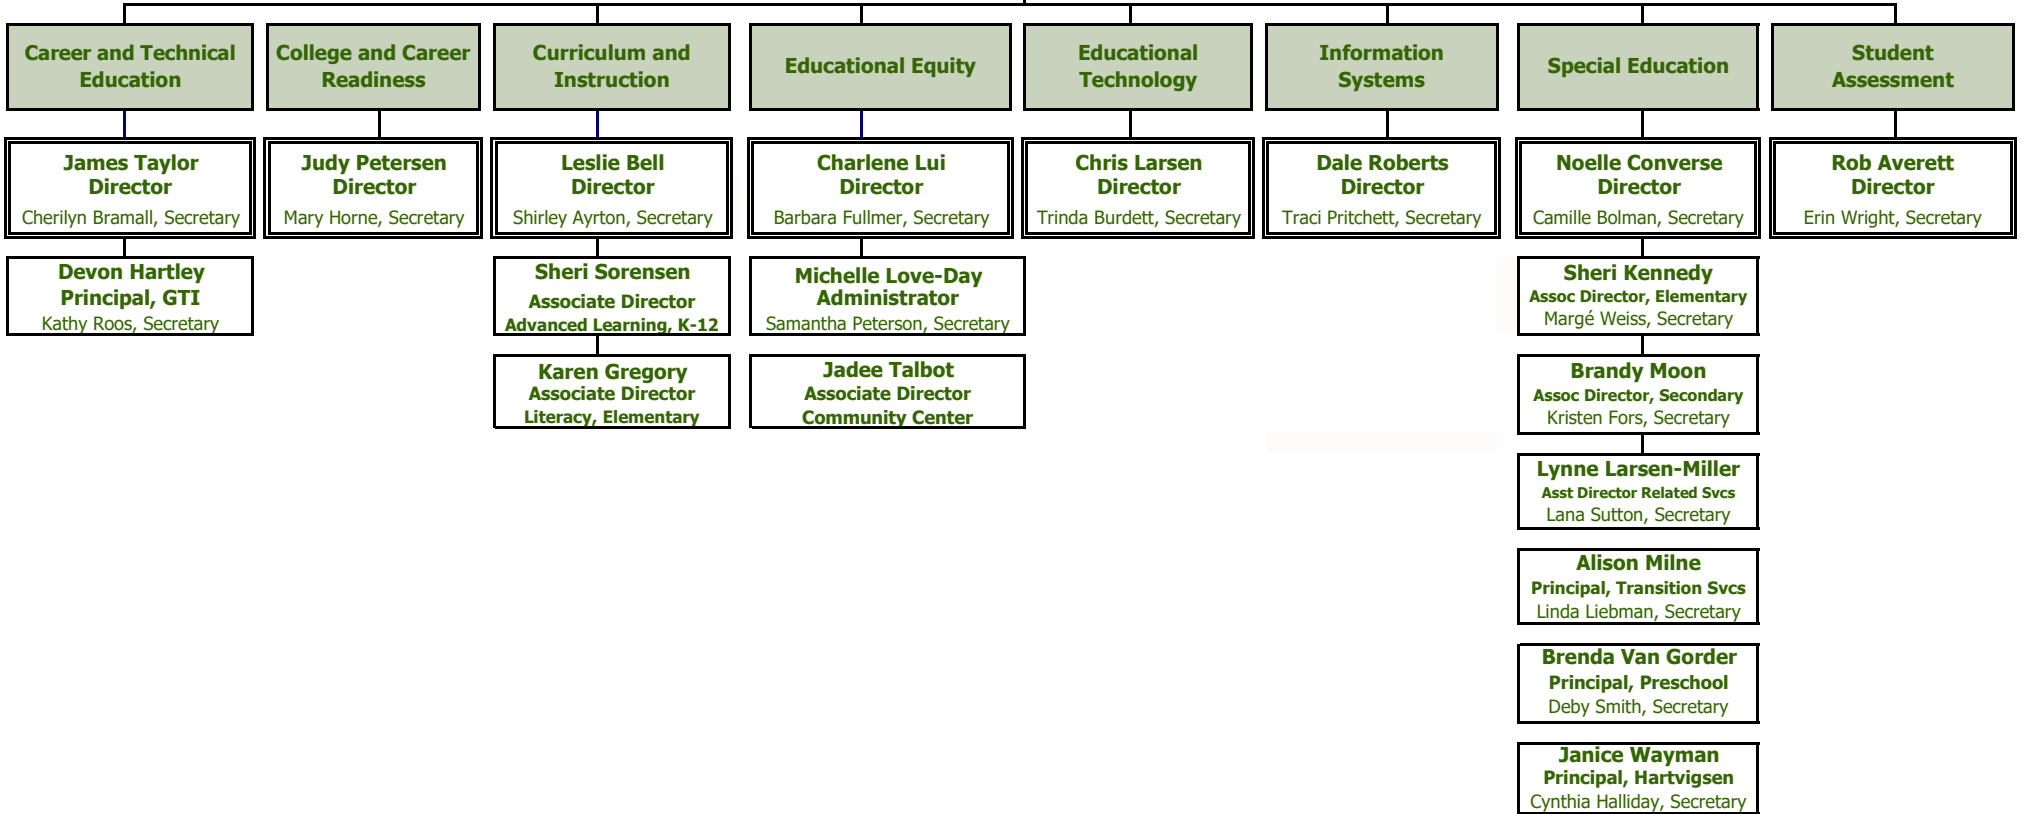 Career and Technical
Education
College and Career
Readiness
Curriculum and
Instruction
Educational Equity
Educational
Technology
Information
Systems
Special Education
Student
Assessment
James Taylor
Director
Cherilyn Bramall, Secretary
Judy Petersen
Director
Mary Horne, Secretary
Leslie Bell
Director
Shirley Ayrton, Secretary
Charlene Lui
Director
Barbara Fullmer, Secretary
Chris Larsen
Director
Trinda Burdett, Secretary
Dale Roberts
Director
Traci Pritchett, Secretary
Noelle Converse
Director
Camille Bolman, Secretary
Rob Averett
Director
Erin Wright, Secretary
Devon Hartley
Principal, GTI
Kathy Roos, Secretary
Sheri Sorensen
Associate Director
Advanced Learning, K-12
Michelle Love-Day
Administrator
Samantha Peterson, Secretary
Sheri Kennedy
Assoc Director, Elementary
Margé Weiss, Secretary
Karen Gregory
Associate Director
Literacy, Elementary
Jadee Talbot
Associate Director
Community Center
Brandy Moon
Assoc Director, Secondary
Kristen Fors, Secretary
Lynne Larsen-Miller
Asst Director Related Svcs
Lana Sutton, Secretary
Alison Milne
Principal, Transition Svcs
Linda Liebman, Secretary
Brenda Van Gorder
Principal, Preschool
Deby Smith, Secretary
Janice Wayman
Principal, Hartvigsen
Cynthia Halliday, Secretary